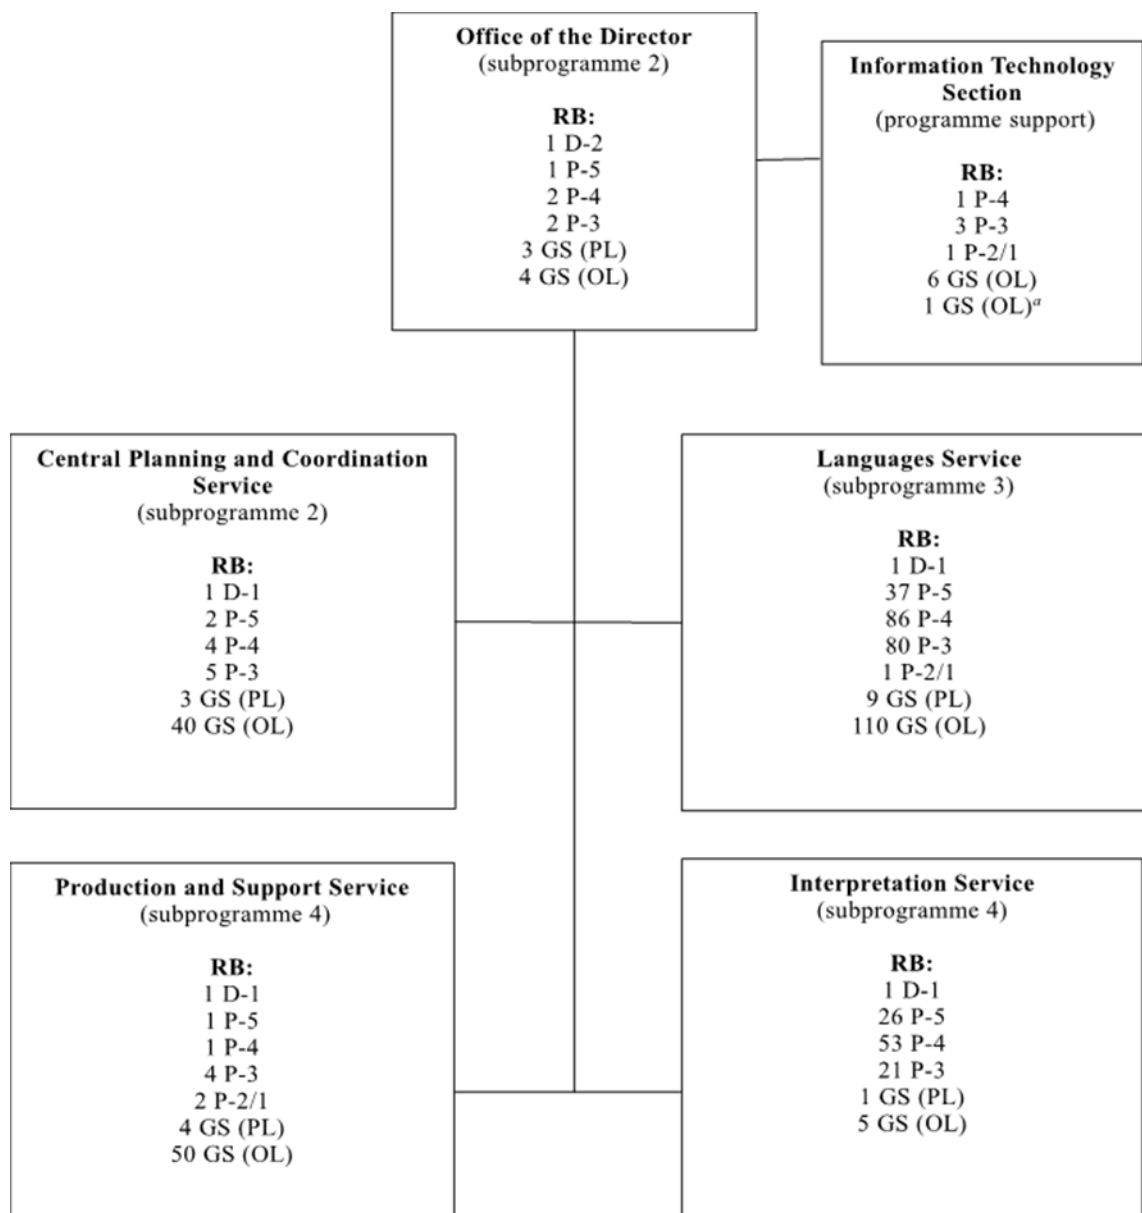 Office of the Director
(subprogramme 2)
RB:
1 D-2
1 P-5
2 P-4
2 P-3
3 GS (PL)
4 GS (OL)
Information Technology
Section
(programme support)
RB:
1 P-4
3 P-3
1 P-2/1
6 GS (OL)
1 GS (OL)a
Central Planning and Coordination
Service
(subprogramme 2)
RB:
1 D-1
2 P-5
4 P-4
5 P-3
3 GS (PL)
40 GS (OL)
Languages Service
(subprogramme 3)
RB:
1 D-1
37 P-5
86 P-4
80 P-3
1 P-2/1
9 GS (PL)
110 GS (OL)
Production and Support Service
(subprogramme 4)
RB:
1 D-1
1 P-5
1 P-4
4 P-3
2 P-2/1
4 GS (PL)
50 GS (OL)
Interpretation Service
(subprogramme 4)
RB:
1 D-1
26 P-5
53 P-4
21 P-3
1 GS (PL)
5 GS (OL)